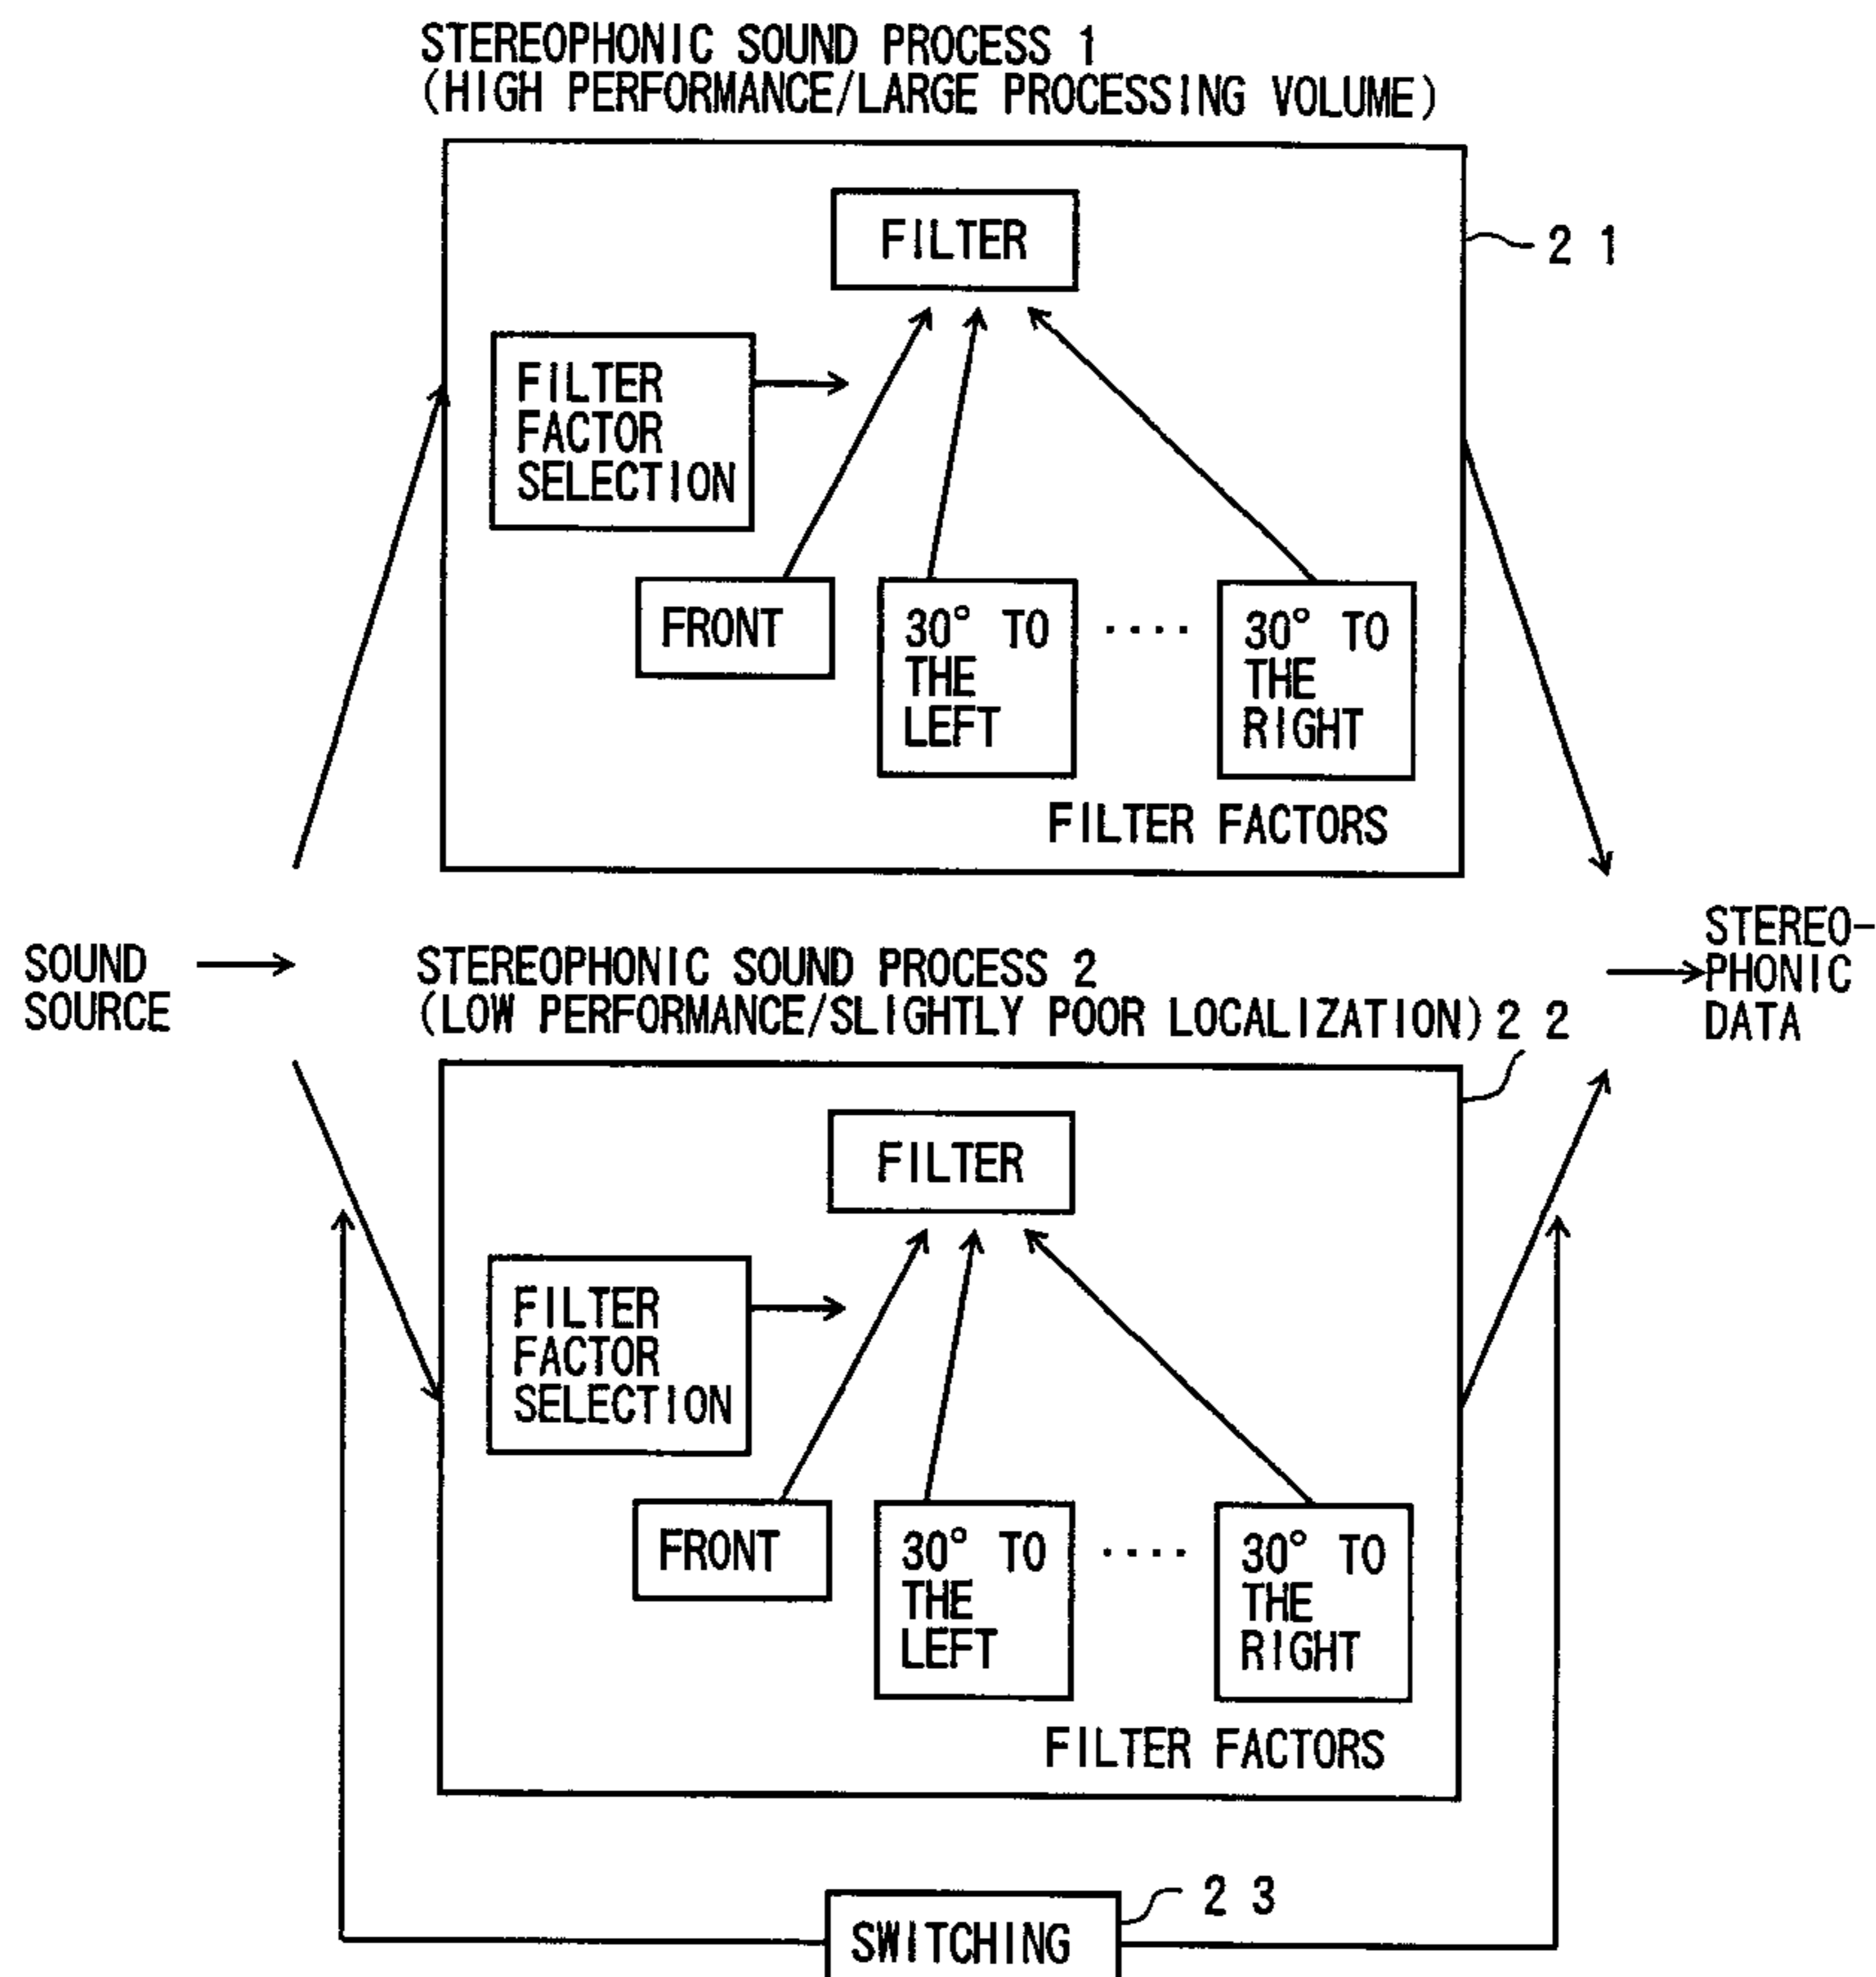 STEREOPHONIC SOUND PROCESS 1
(HIGH PERFORMANCE/LARGE PROCESSING VOLUME)
FILTER
21
FILTER
FACTOR
SELECTION
FRONT
30° TO
THE
LEFT
....
30° TO
THE
RIGHT
FILTER FACTORS
SOUND
SOURCE
STEREOPHONIC SOUND PROCESS 2
(LOW PERFORMANCE/SLIGHTLY POOR LOCALIZATION)
22
STEREO-
PHONIC
DATA
FILTER
FILTER
FACTOR
SELECTION
FRONT
30° TO
THE
LEFT
....
30° TO
THE
RIGHT
FILTER FACTORS
23
SWITCHING